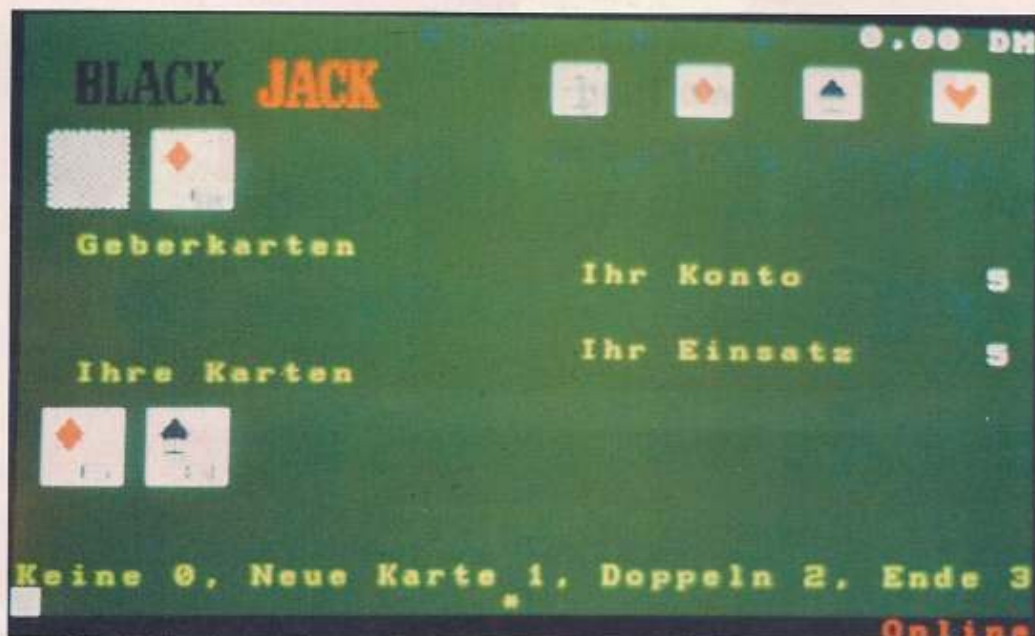 0,00 DM
BLACK JACK
Geberkarten
Ihr Konto 5
Ihr Einsatz 5
Ihre Karten
Keine 0, Neue Karte 1, Doppeln 2, Ende 3
*
Online